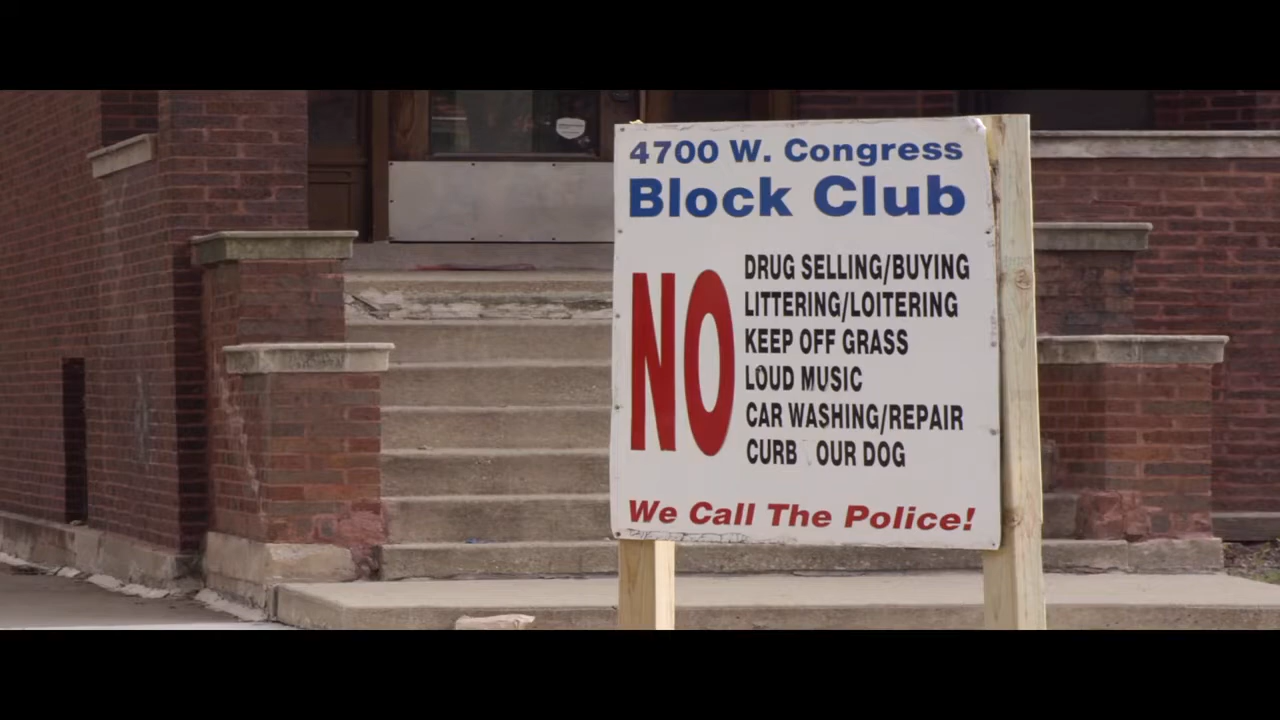 4700 W. Congress
Block Club
NO
DRUG SELLING/BUYING
LITTERING/LOITERING
KEEP OFF GRASS
LOUD MUSIC
CAR WASHING/REPAIR
CURB OUR DOG
We Call The Police!